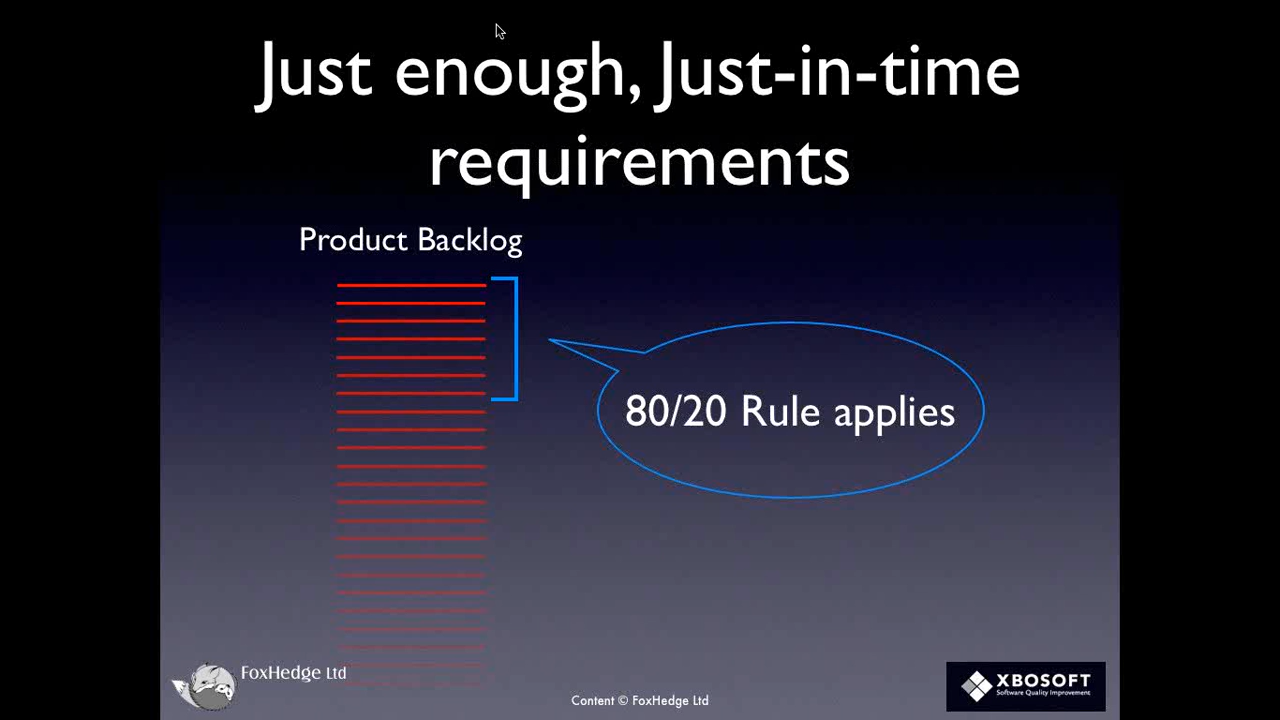 Just enough, Just-in-time
requirements
Product Backlog
80/20 Rule applies
FoxHedge Ltd
Content © FoxHedge Ltd
XBOSOFT
Software Quality Improvement